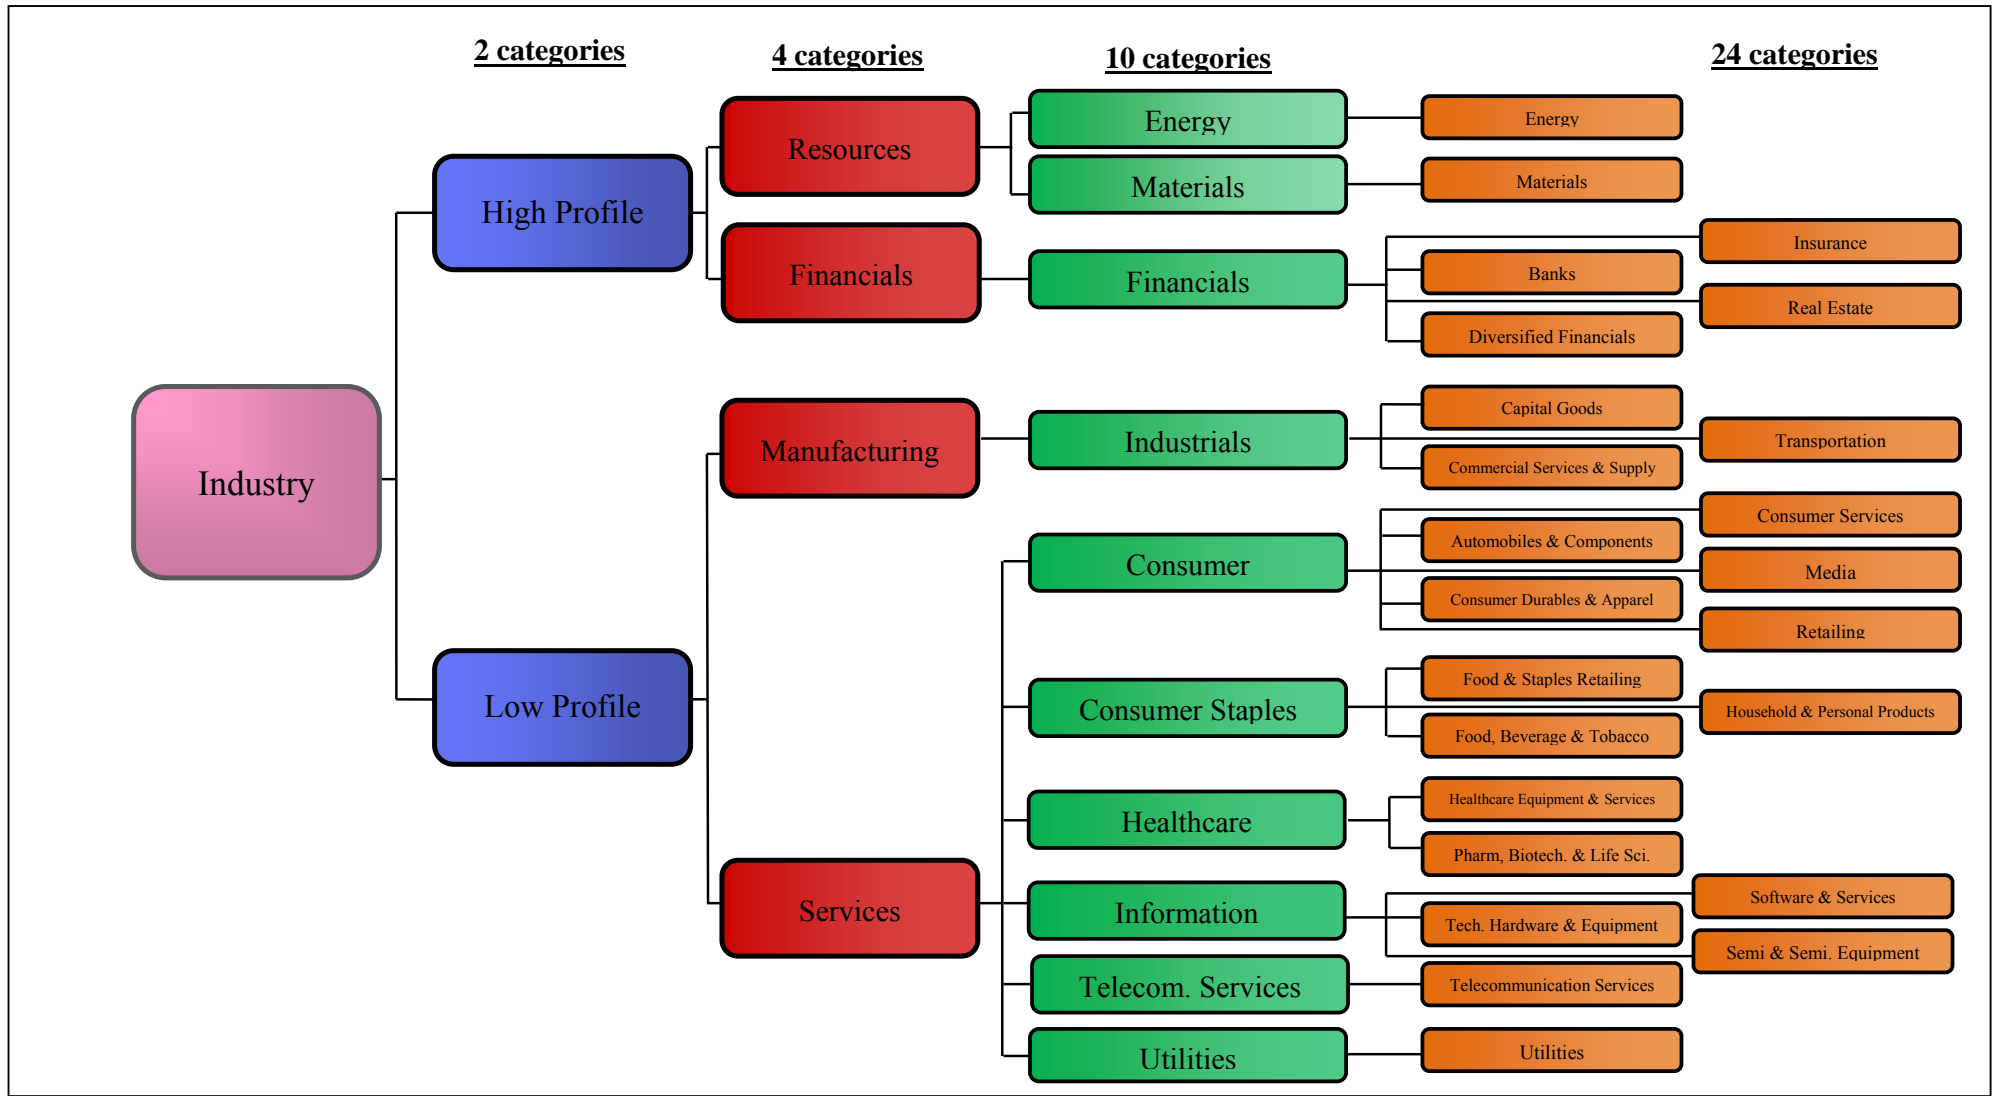 2 categories
4 categories
10 categories
24 categories
Industry
High Profile
Low Profile
Resources
Financials
Manufacturing
Services
Energy
Materials
Financials
Industrials
Consumer
Consumer Staples
Healthcare
Information
Telecom. Services
Utilities
Energy
Materials
Insurance
Banks
Real Estate
Diversified Financials
Capital Goods
Transportation
Commercial Services & Supply
Consumer Services
Automobiles & Components
Media
Consumer Durables & Apparel
Retailing
Food & Staples Retailing
Household & Personal Products
Food, Beverage & Tobacco
Healthcare Equipment & Services
Pharm, Biotech. & Life Sci.
Software & Services
Tech. Hardware & Equipment
Semi & Semi. Equipment
Telecommunication Services
Utilities